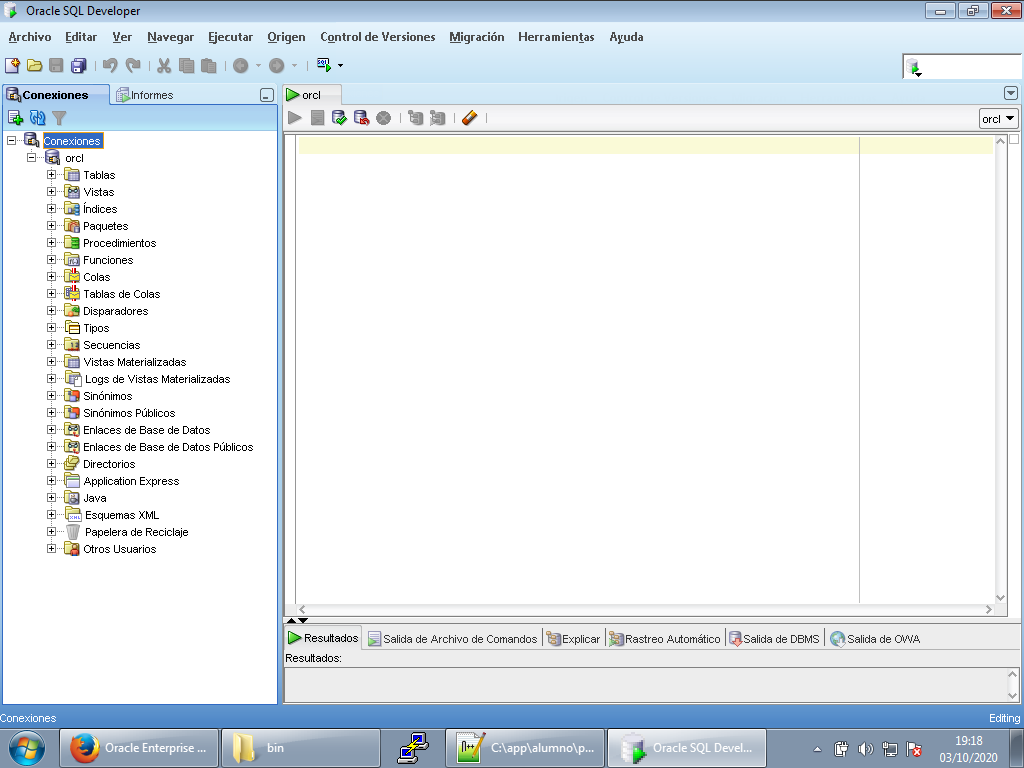 Oracle SQL Developer
Archivo Editar Ver Navegar Ejecutar Origen Control de Versiones Migración Herramientas Ayuda
Conexiones
Informes
orcl
orcl
Conexiones
orcl
Tablas
Vistas
Índices
Paquetes
Procedimientos
Funciones
Colas
Tablas de Colas
Disparadores
Tipos
Secuencias
Vistas Materializadas
Logs de Vistas Materializadas
Sinónimos
Sinónimos Públicos
Enlaces de Base de Datos
Enlaces de Base de Datos Públicos
Directorios
Application Express
Java
Esquemas XML
Papelera de Reciclaje
Otros Usuarios
Resultados Salida de Archivo de Comandos Explicar Rastreo Automático Salida de DBMS Salida de OWA
Resultados:
Conexiones
Editing
Oracle Enterprise ...
bin
C:\app\alumno\p...
Oracle SQL Devel...
19:18
03/10/2020